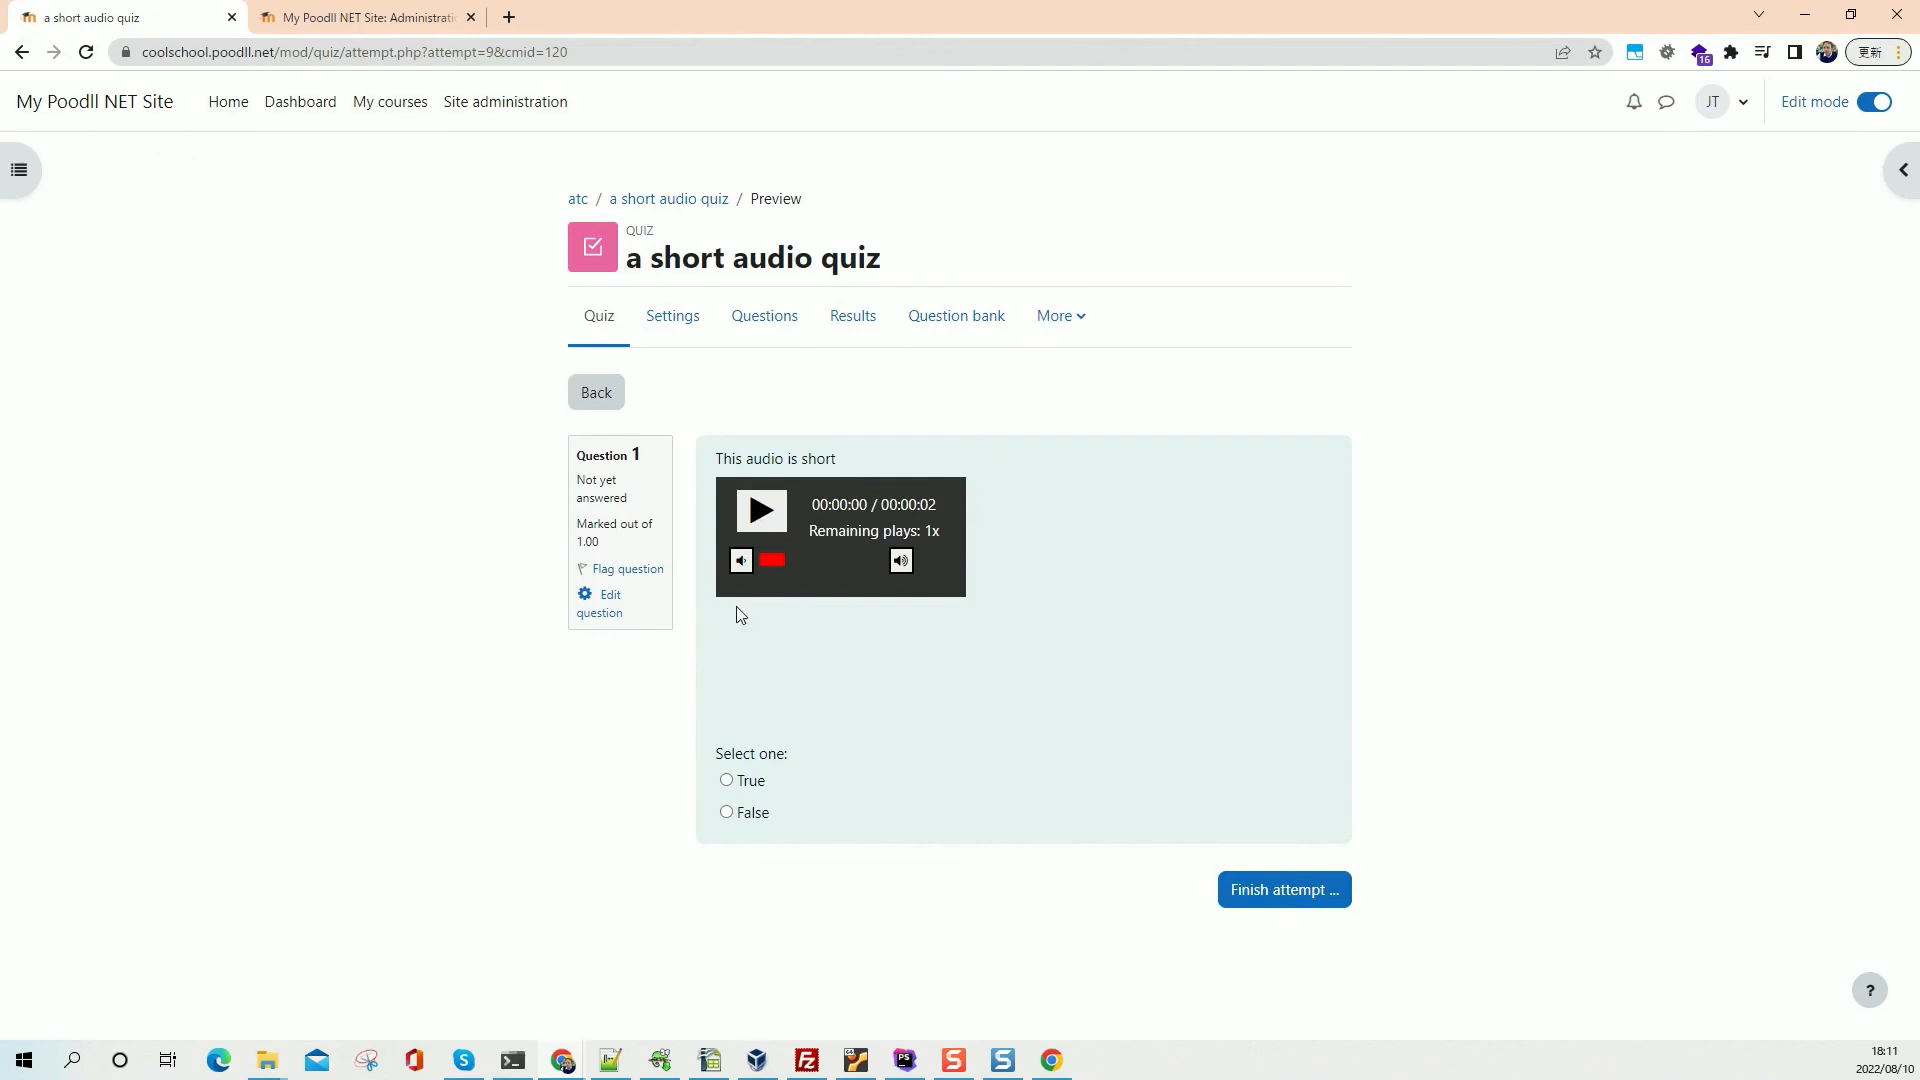 a short audio quiz
My Poodll NET Site: Administrati
coolschool.poodll.net/mod/quiz/attempt.php?attempt=9&cmid=120
16
更新
My Poodll NET Site
Home
Dashboard
My courses
Site administration
JT
Edit mode
atc / a short audio quiz / Preview
QUIZ
a short audio quiz
Quiz
Settings
Questions
Results
Question bank
More
Back
Question 1
Not yet
answered
Marked out of
1.00
Flag question
Edit
question
This audio is short
00:00:00 / 00:00:02
Remaining plays: 1x
Select one:
True
False
Finish attempt ...
?
18:11
2022/08/10